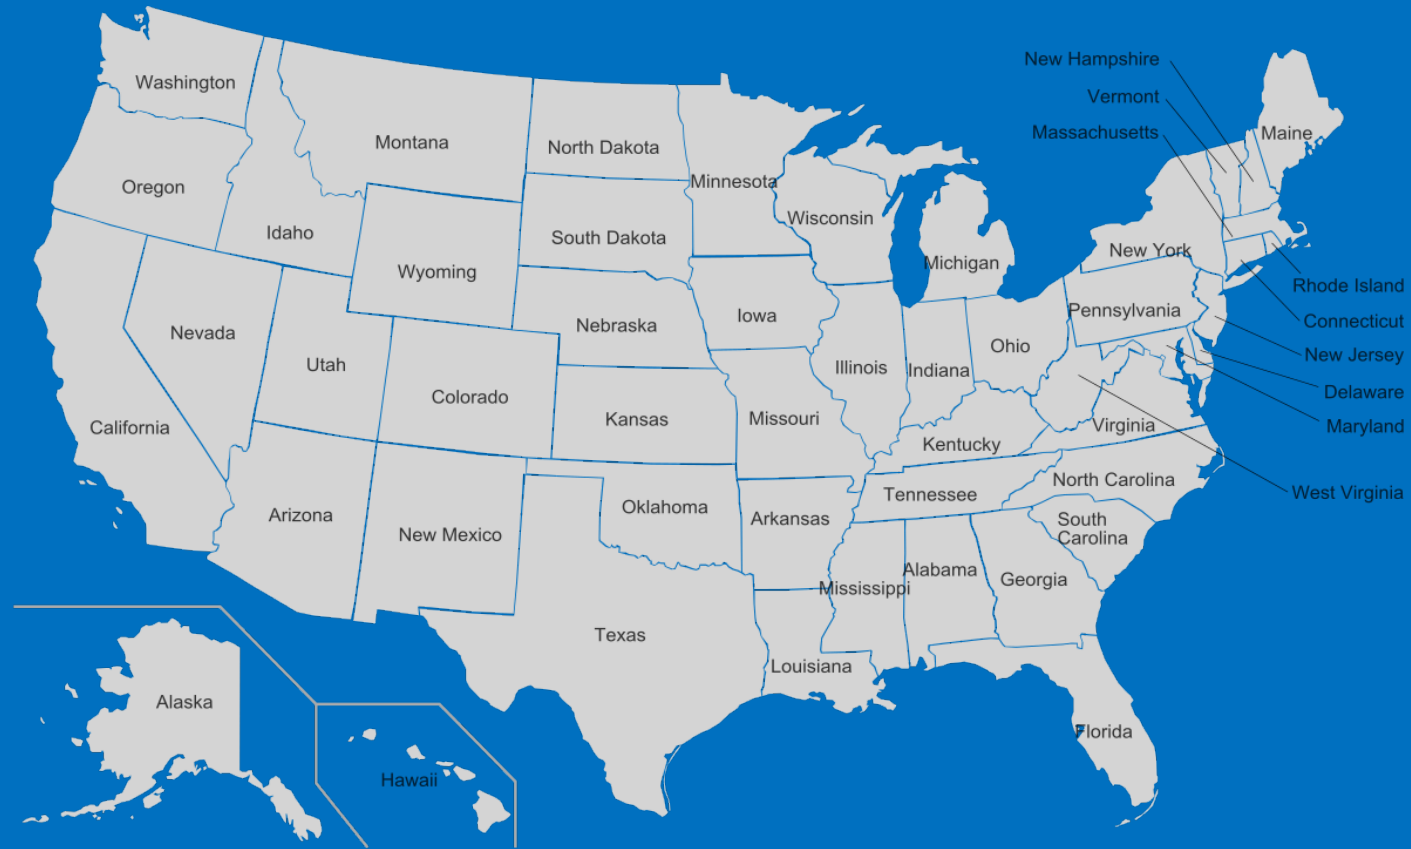 New Hampshire
Washington
Vermont
Massachusetts
Maine
Montana
North Dakota
Minnesota
Oregon
Wisconsin
Idaho
South Dakota
New York
Wyoming
Michigan
Rhode Island
Pennsylvania
Iowa
Connecticut
Nebraska
Nevada
Ohio
New Jersey
Utah
Illinois
Indiana
Delaware
Colorado
Kansas
Missouri
Virginia
Maryland
California
Kentucky
North Carolina
West Virginia
Tennessee
Oklahoma
Arizona
Arkansas
South
Carolina
New Mexico
Alabama
Georgia
Mississippi
Texas
Louisiana
Alaska
Florida
Hawaii